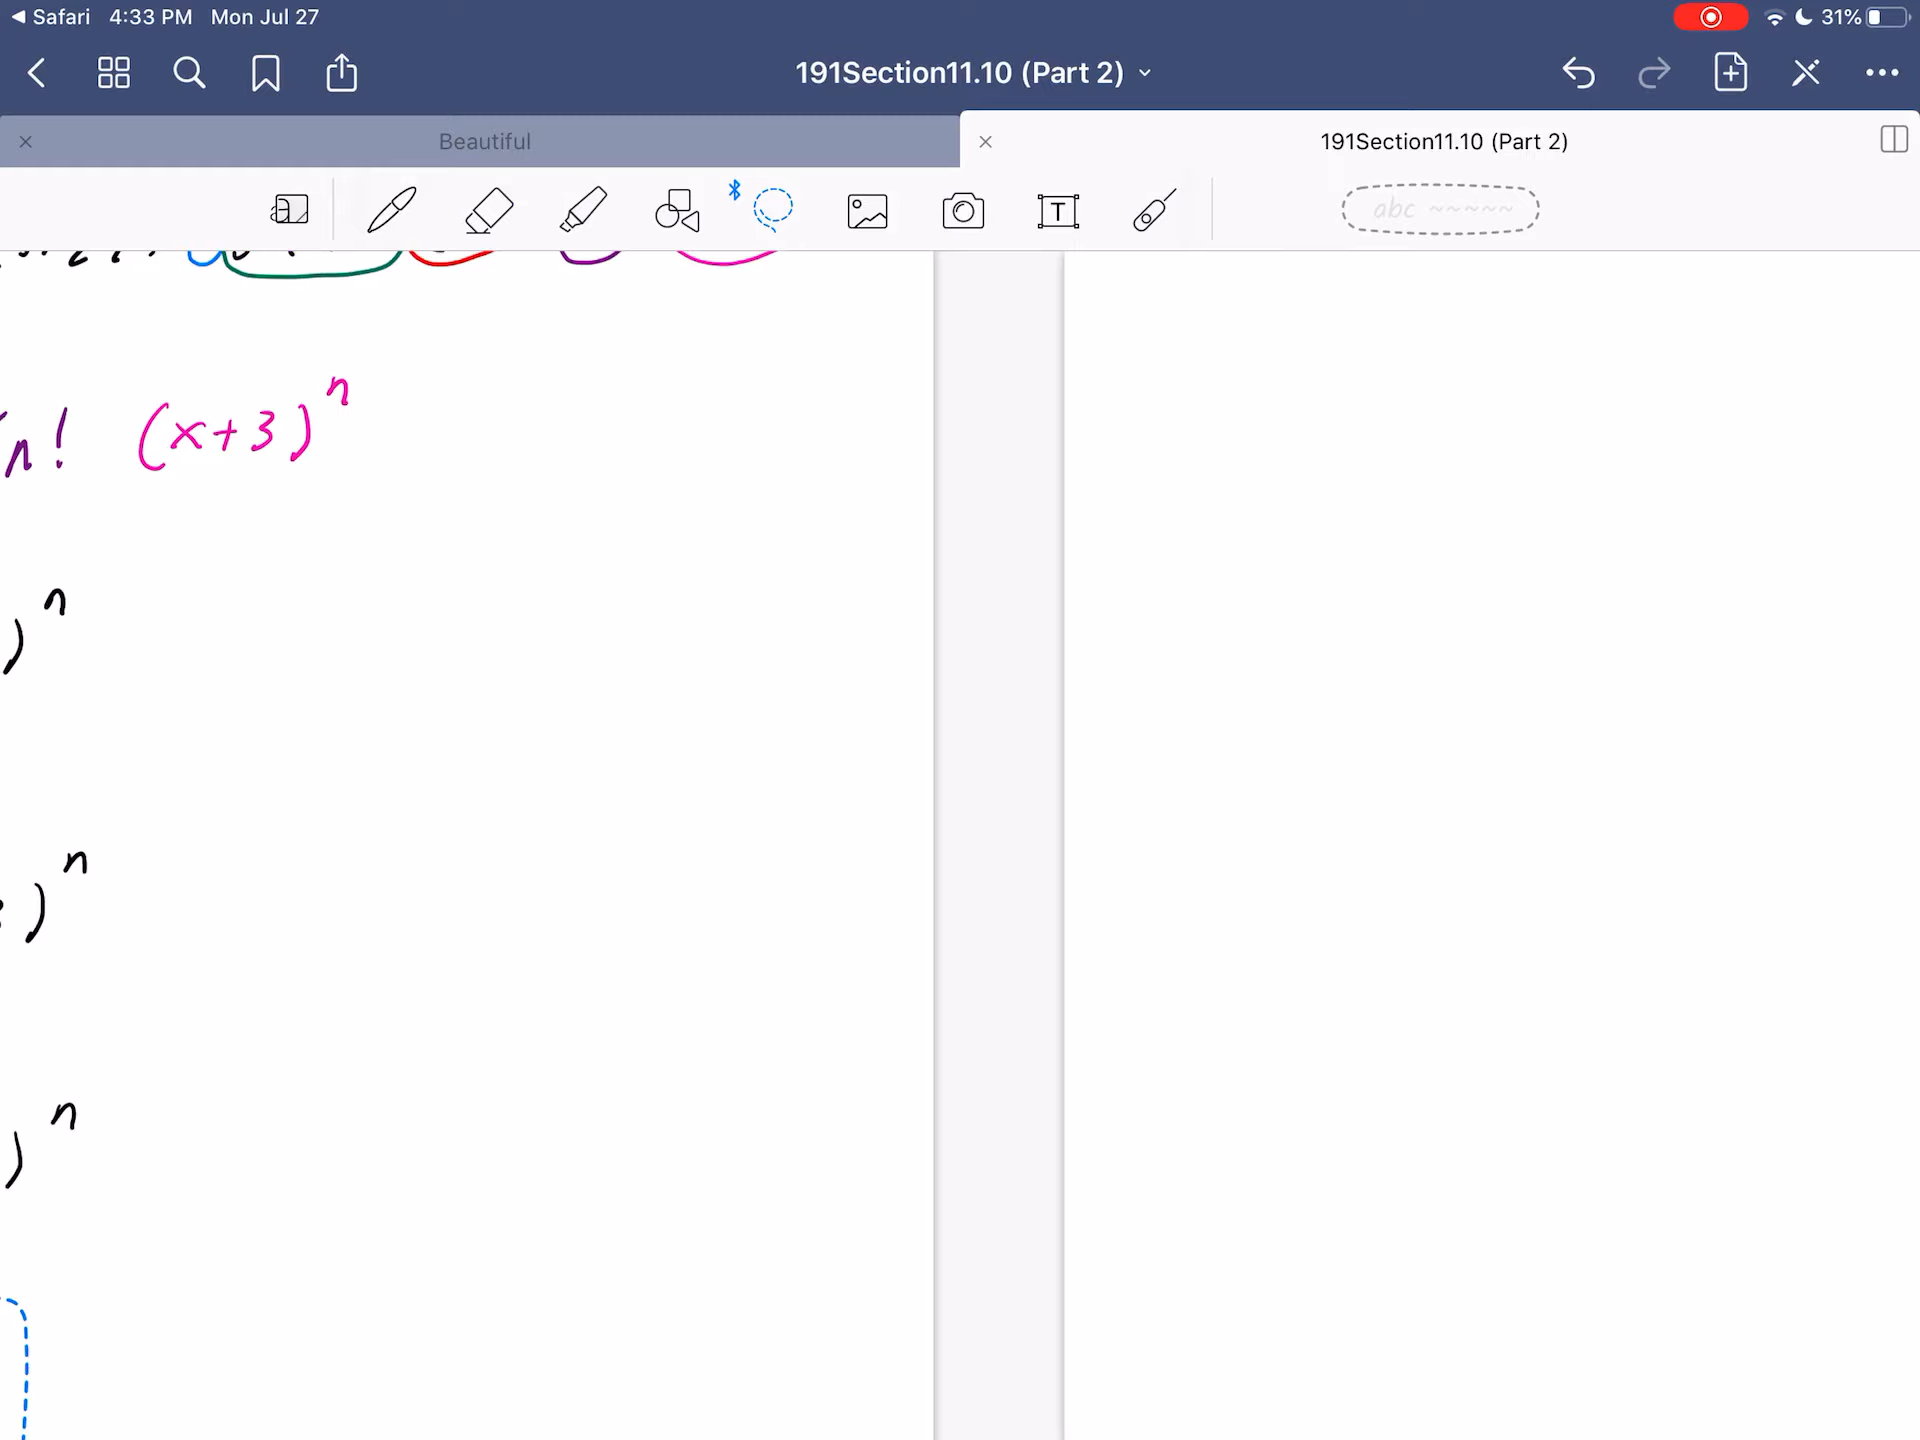 Safari 4:33 PM Mon Jul 27 31%
191Section11.10 (Part 2)
Beautiful 191Section11.10 (Part 2)
a T abc
n! (x+3)^n
)^n
)^n
)^n